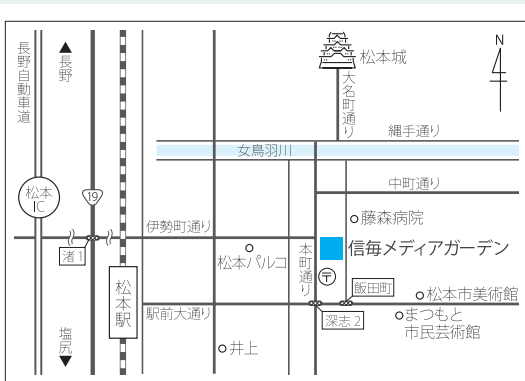 長野自動車道
▲長野
松本城
N
大名町通り
縄手通り
女鳥羽川
中町通り
松本
IC
19
藤森病院
伊勢町通り
信毎メディアガーデン
渚1
松本パルコ
本町通り
〒
飯田町
松本駅
松本市美術館
駅前大通り
深志2
まつもと
市民芸術館
塩尻▼
井上